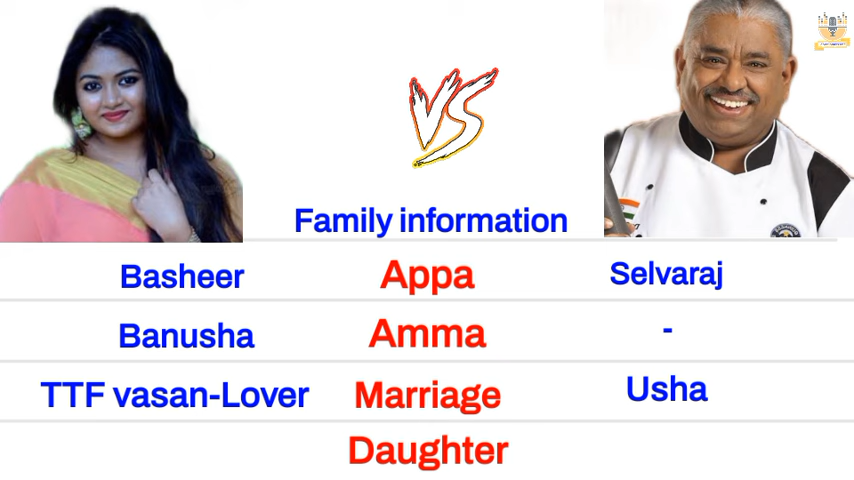 VS
Family information
Basheer Appa Selvaraj
Banusha Amma -
TTF vasan-Lover Marriage Usha
Daughter